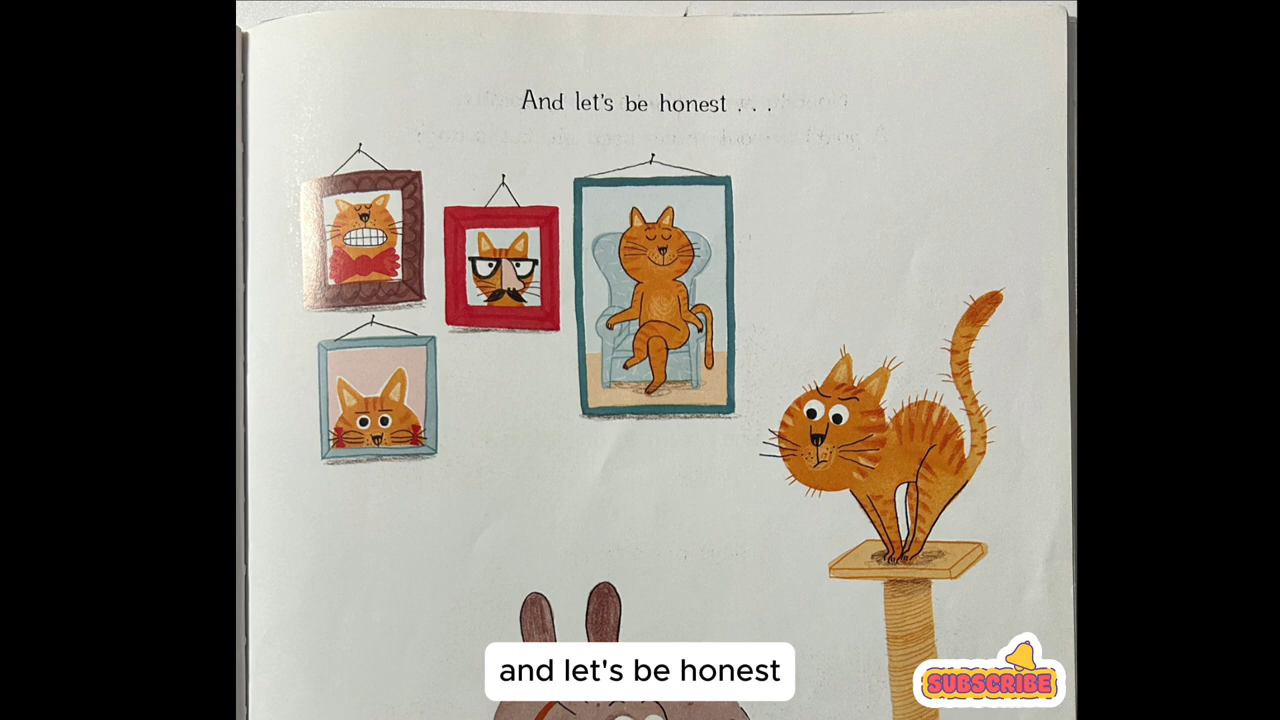 And let's be honest . . .
and let's be honest
SUBSCRIBE